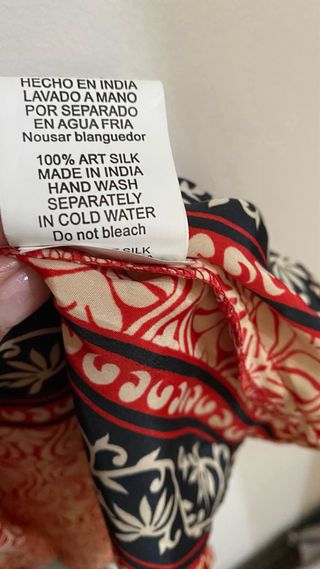 HECHO EN INDIA
LAVADO A MANO
POR SEPARADO
EN AGUA FRIA
Nousar blanguedor
100% ART SILK
MADE IN INDIA
HAND WASH
SEPARATELY
IN COLD WATER
Do not bleach
SILK